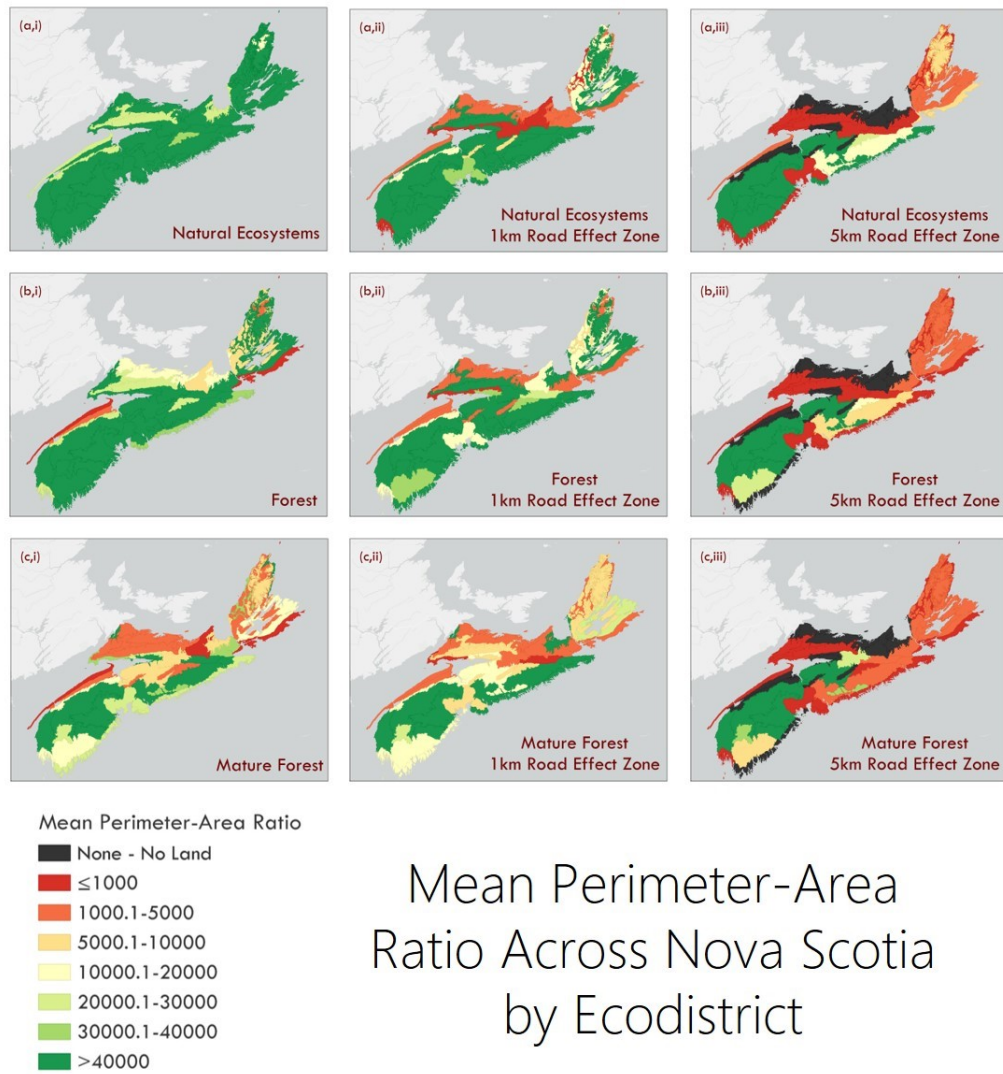 (a,i)
Natural Ecosystems
(a,ii)
Natural Ecosystems
1km Road Effect Zone
(a,iii)
Natural Ecosystems
5km Road Effect Zone
(b,i)
Forest
(b,ii)
Forest
1km Road Effect Zone
(b,iii)
Forest
5km Road Effect Zone
(c,i)
Mature Forest
(c,ii)
Mature Forest
1km Road Effect Zone
(c,iii)
Mature Forest
5km Road Effect Zone
Mean Perimeter-Area Ratio
None - No Land
≤1000
1000.1-5000
5000.1-10000
10000.1-20000
20000.1-30000
30000.1-40000
>40000
Mean Perimeter-Area
Ratio Across Nova Scotia
by Ecodistrict